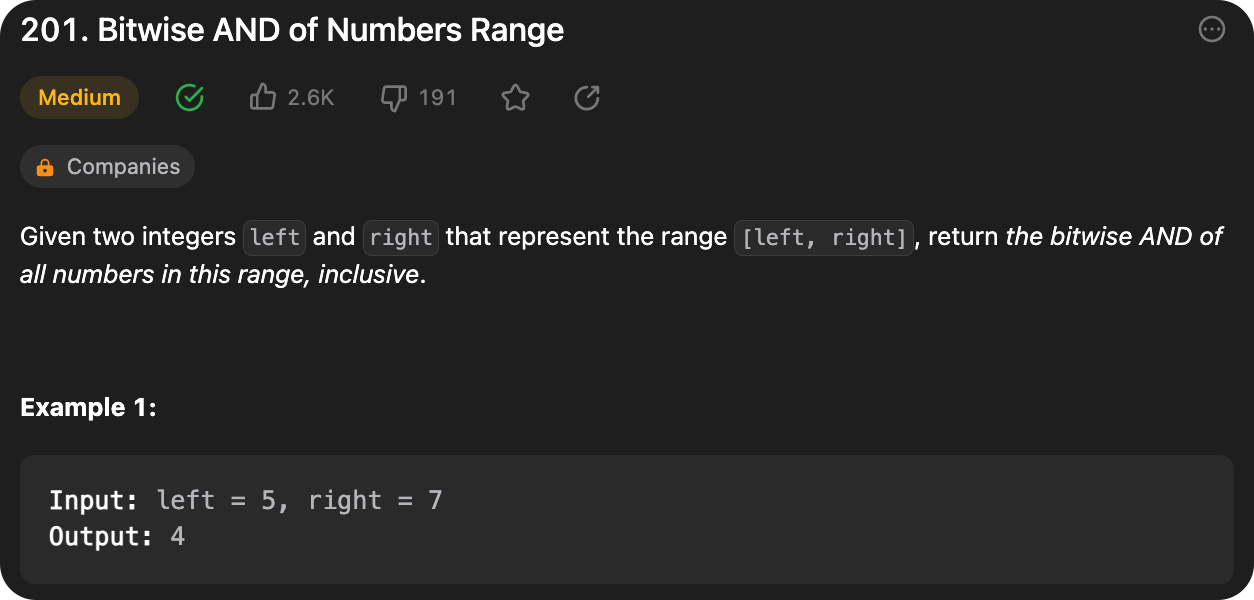 201. Bitwise AND of Numbers Range
Medium 2.6K 191
Companies
Given two integers left and right that represent the range [left, right], return the bitwise AND of
all numbers in this range, inclusive.
Example 1:
Input: left = 5, right = 7
Output: 4